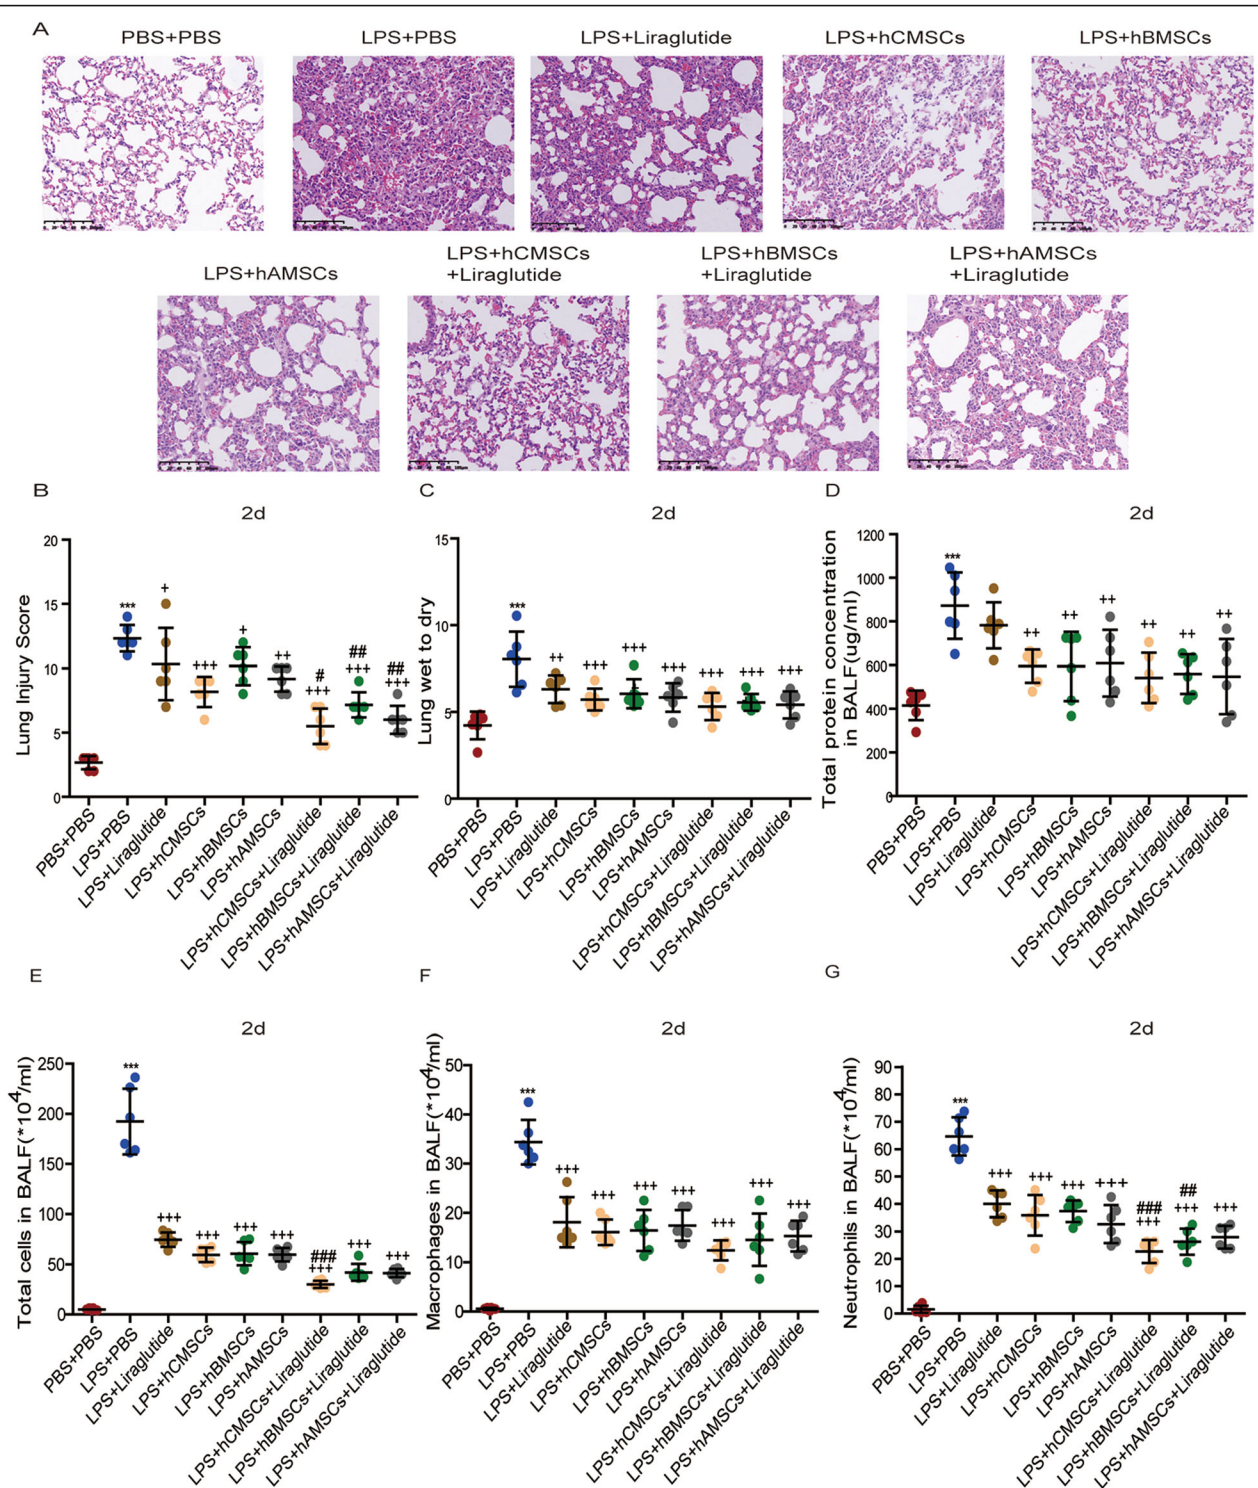 A
PBS+PBS
LPS+PBS
LPS+Liraglutide
LPS+hCMSCs
LPS+hBMSCs
LPS+hAMSCs
LPS+hCMSCs
+Liraglutide
LPS+hBMSCs
+Liraglutide
LPS+hAMSCs
+Liraglutide
B
2d
Lung Injury Score
20
15
10
5
0
***
+
+++
+
++
#
+++
##
+++
##
+++
PBS+PBS
LPS+PBS
LPS+Liraglutide
LPS+hCMSCs
LPS+hBMSCs
LPS+hAMSCs
LPS+hCMSCs+Liraglutide
LPS+hBMSCs+Liraglutide
LPS+hAMSCs+Liraglutide
C
2d
Lung wet to dry
15
10
5
0
***
++
+++
+++
+++
+++
+++
+++
PBS+PBS
LPS+PBS
LPS+Liraglutide
LPS+hCMSCs
LPS+hBMSCs
LPS+hAMSCs
LPS+hCMSCs+Liraglutide
LPS+hBMSCs+Liraglutide
LPS+hAMSCs+Liraglutide
D
2d
Total protein concentration
in BALF(ug/ml)
1200
1000
800
600
400
200
0
***
++
++
++
++
++
++
PBS+PBS
LPS+PBS
LPS+Liraglutide
LPS+hCMSCs
LPS+hBMSCs
LPS+hAMSCs
LPS+hCMSCs+Liraglutide
LPS+hBMSCs+Liraglutide
LPS+hAMSCs+Liraglutide
E
2d
Total cells in BALF(*10⁴/ml)
250
200
150
100
50
0
***
+++
+++
+++
+++
###
+++
+++
+++
PBS+PBS
LPS+PBS
LPS+Liraglutide
LPS+hCMSCs
LPS+hBMSCs
LPS+hAMSCs
LPS+hCMSCs+Liraglutide
LPS+hBMSCs+Liraglutide
LPS+hAMSCs+Liraglutide
F
2d
Macrophages in BALF(*10⁴/ml)
50
40
30
20
10
0
***
+++
+++
+++
+++
+++
+++
+++
PBS+PBS
LPS+PBS
LPS+Liraglutide
LPS+hCMSCs
LPS+hBMSCs
LPS+hAMSCs
LPS+hCMSCs+Liraglutide
LPS+hBMSCs+Liraglutide
LPS+hAMSCs+Liraglutide
G
2d
Neutrophils in BALF(*10⁴/ml)
90
80
70
60
50
40
30
20
10
0
***
+++
+++
+++
+++
###
+++
##
+++
+++
PBS+PBS
LPS+PBS
LPS+Liraglutide
LPS+hCMSCs
LPS+hBMSCs
LPS+hAMSCs
LPS+hCMSCs+Liraglutide
LPS+hBMSCs+Liraglutide
LPS+hAMSCs+Liraglutide